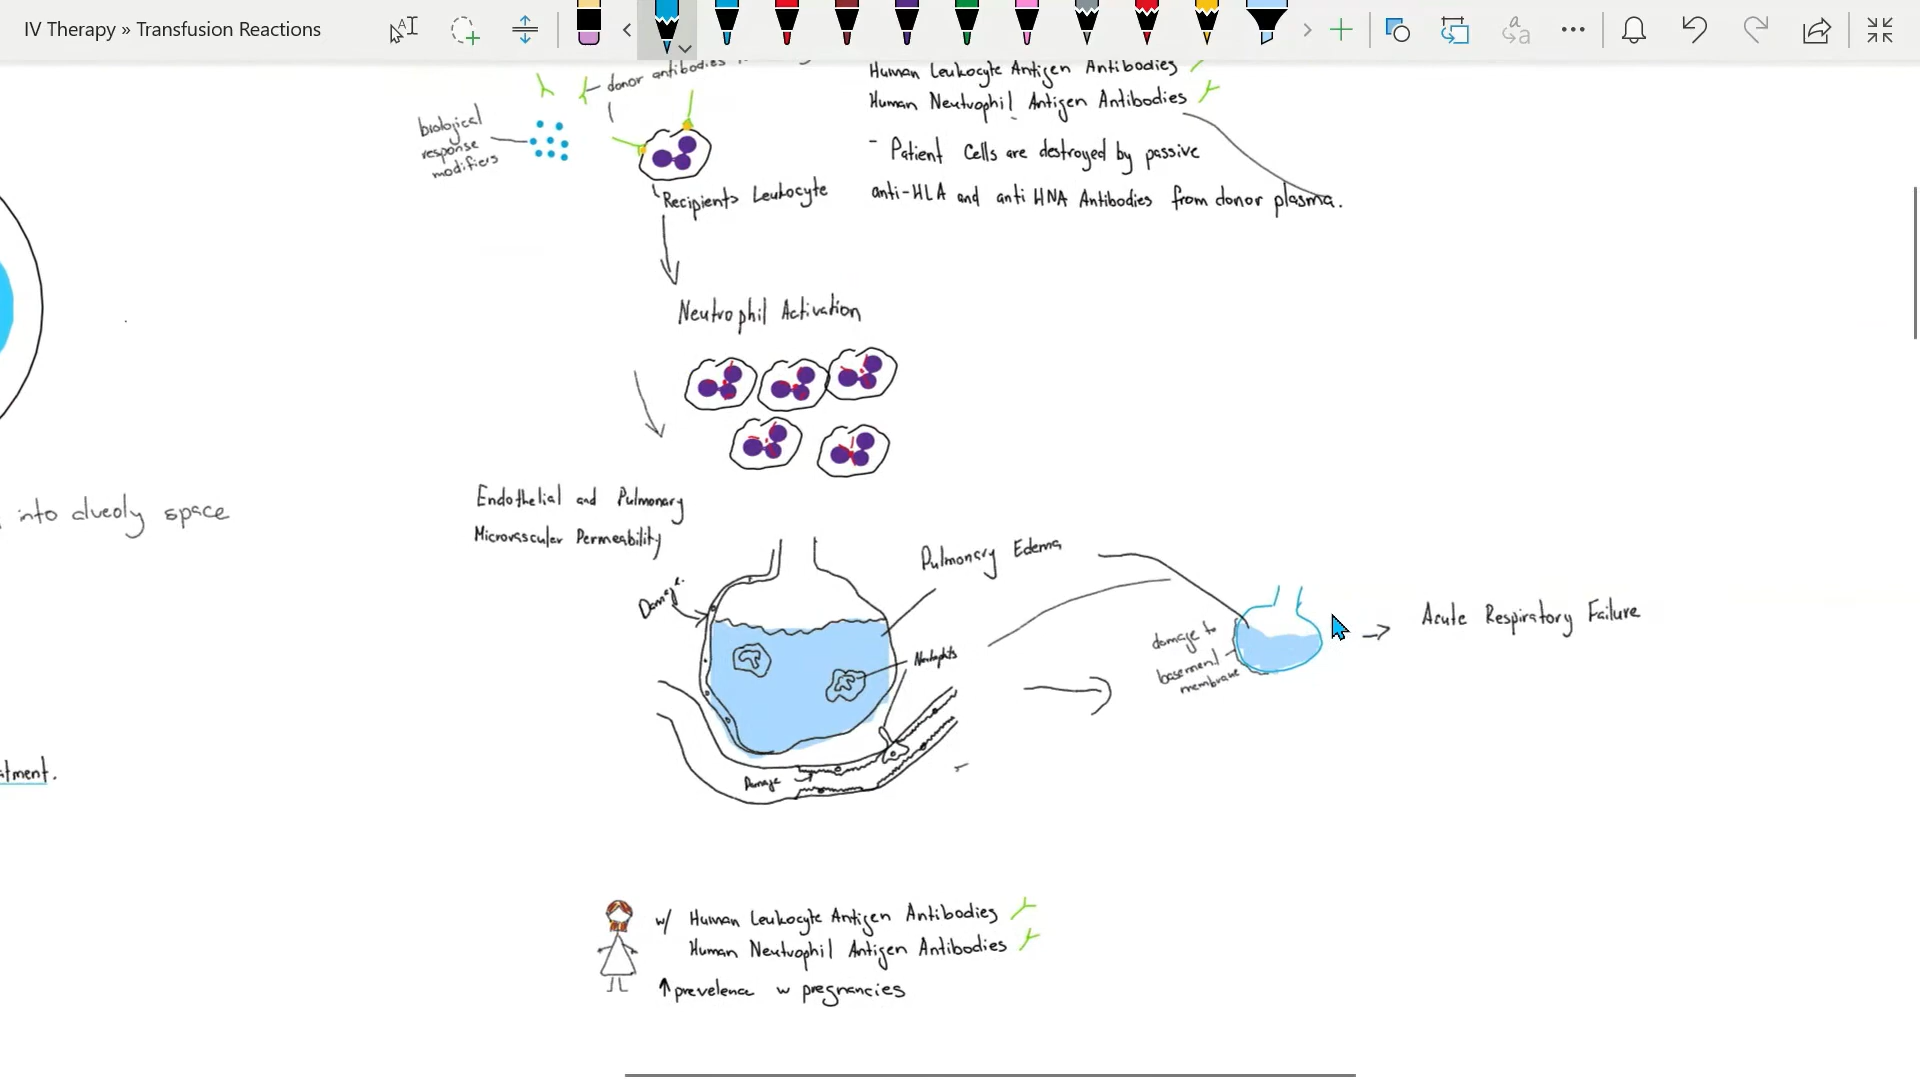 IV Therapy » Transfusion Reactions
donor antibodies
Human Leukocyte Antigen Antibodies
Human Neutrophil Antigen Antibodies
biological
response
modifiers
- Patient Cells are destroyed by passive
anti-HLA and anti HNA Antibodies from donor plasma.
Recipients Leukocyte
Neutrophil Activation
Endothelial and Pulmonary
Microvascular Permeability
into alveoly space
Pulmonary Edema
Damage
Acute Respiratory Failure
damage to
basement
membrane
Neutrophils
atment.
Damage
w/ Human Leukocyte Antigen Antibodies
Human Neutrophil Antigen Antibodies
↑ prevelence w pregnancies